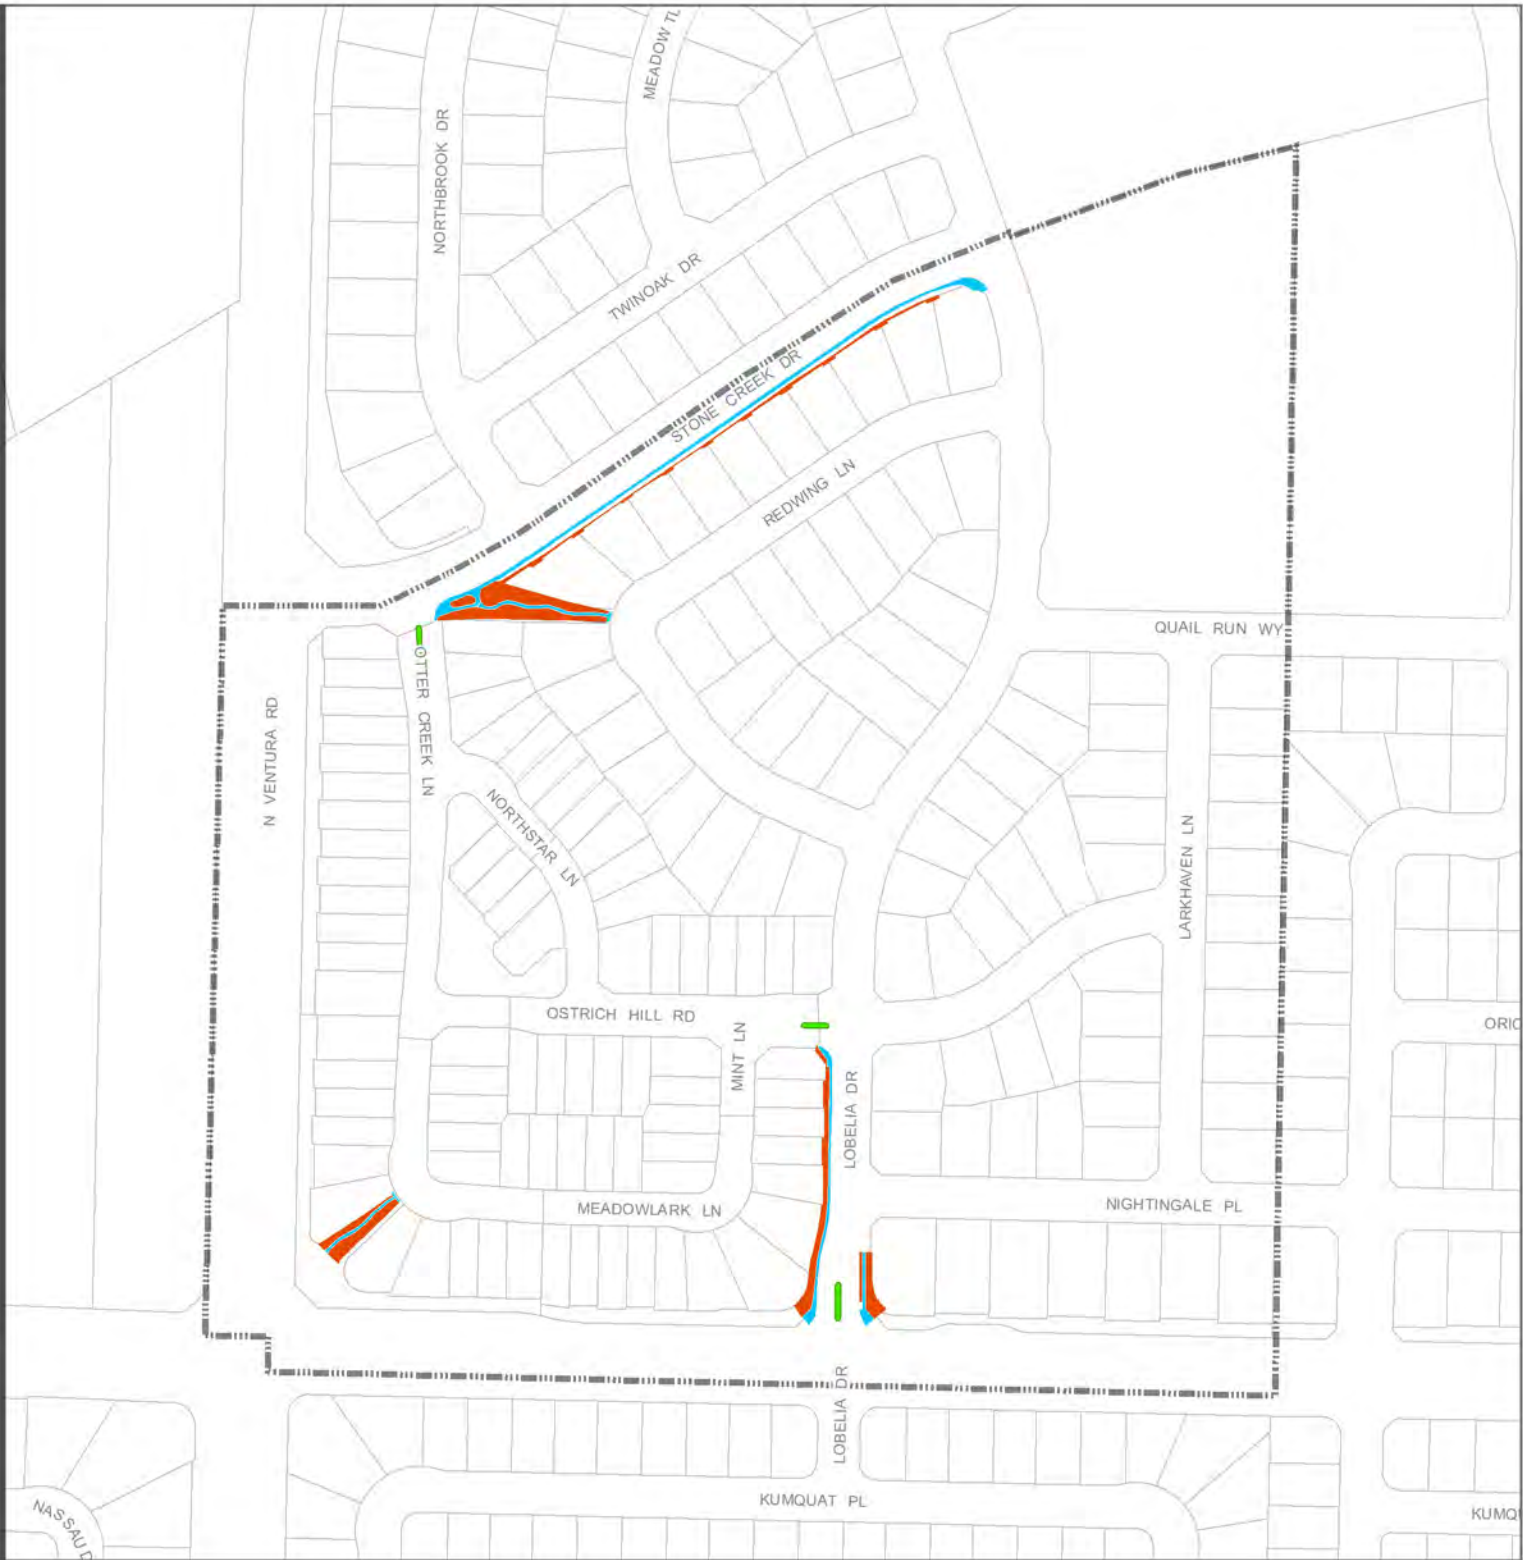 MEADOW
NORTHBROOK DR
TWINOAK DR
STONE CREEK DR
REDWING LN
QUAIL RUN WY
OTTER CREEK LN
N VENTURA RD
NORTHSTAR LN
LARKHAVEN LN
OSTRICH HILL RD
MINT LN
ORIO
LOBELIA DR
MEADOWLARK LN
NIGHTINGALE PL
LOBELIA DR
KUMQUAT PL
NASSAU D
KUMQU